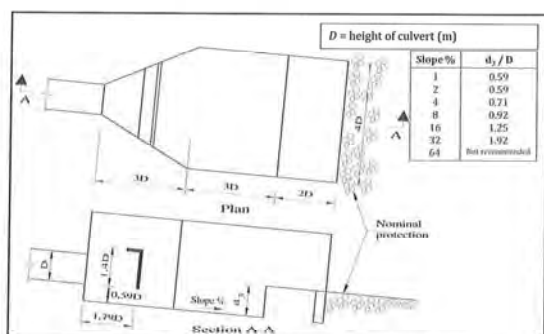 D = height of culvert (m)
Slope % d₃ / D
1 0.59
2 0.59
4 0.71
8 0.92
16 1.25
32 1.92
64 Not recommended
A
A
4D
3D
3D
2D
Plan
Nominal
protection
D
1.4D
0.59D
Slope %
d₃
1.79D
Section A-A